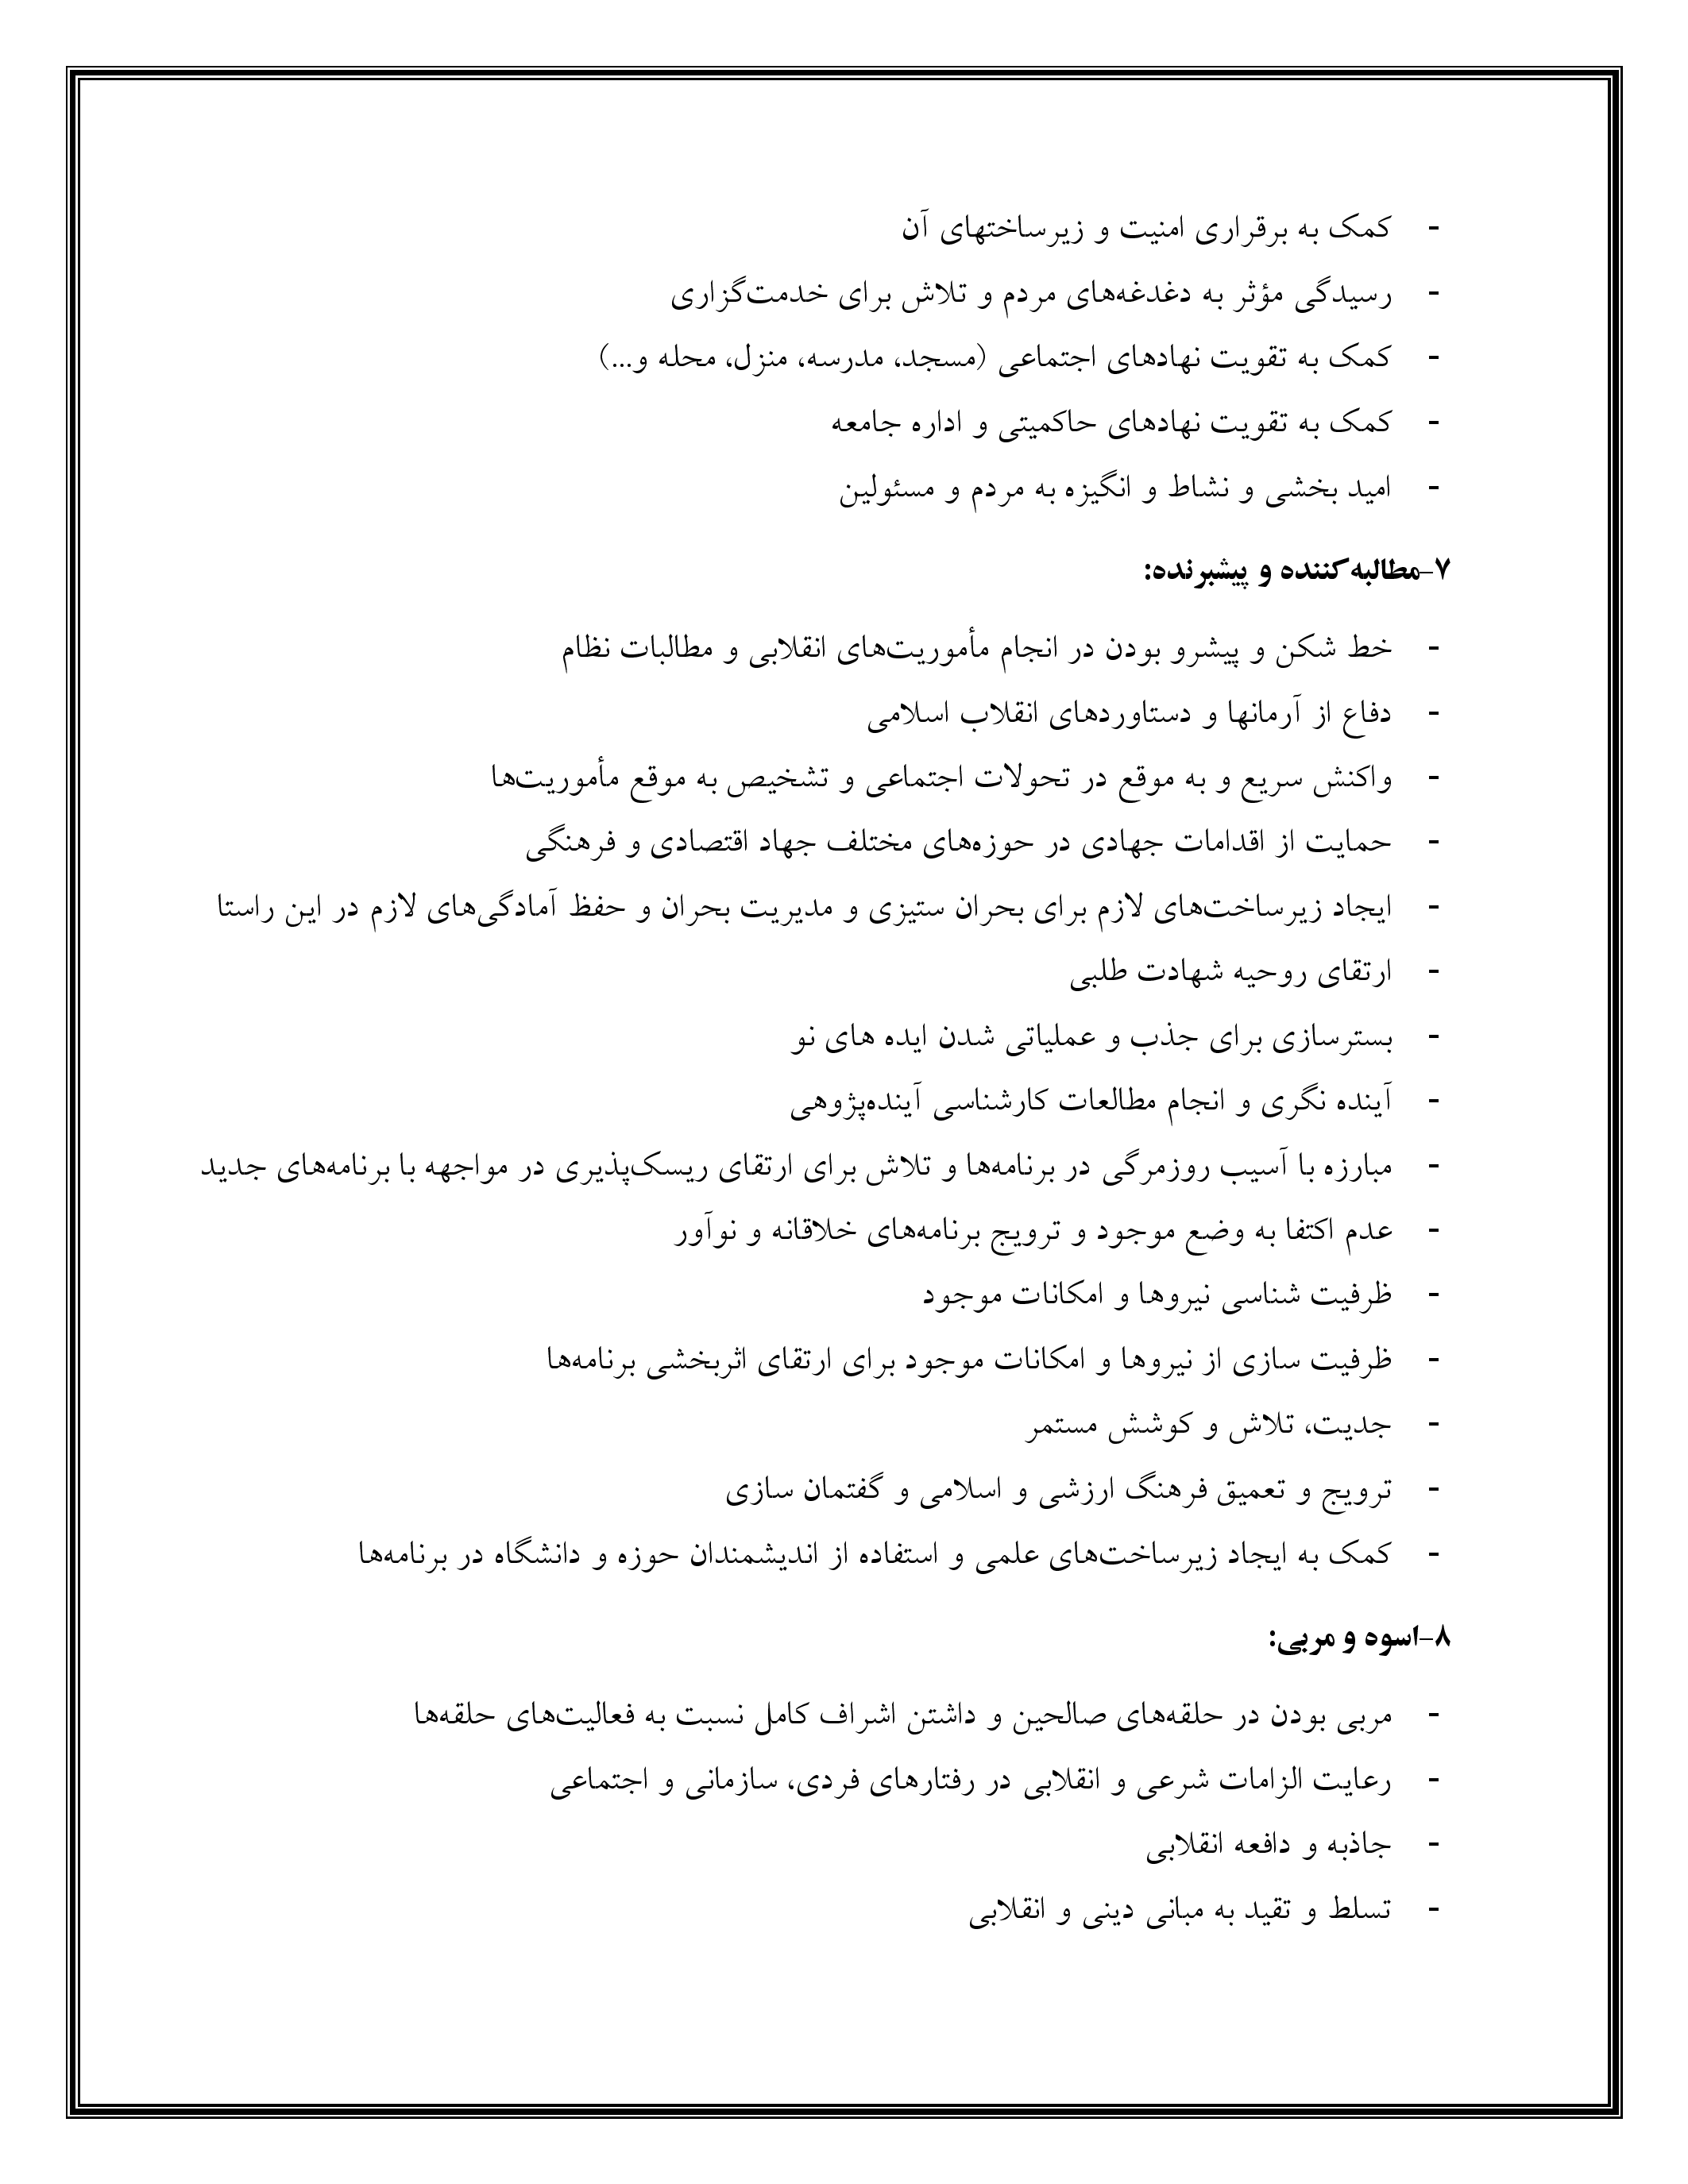 - کمک به برقراری امنیت و زیرساختهای آن
- رسیدگی مؤثر به دغدغه‌های مردم و تلاش برای خدمت‌گزاری
- کمک به تقویت نهادهای اجتماعی (مسجد، مدرسه، منزل، محله و...)
- کمک به تقویت نهادهای حاکمیتی و اداره جامعه
- امید بخشی و نشاط و انگیزه به مردم و مسئولین
۷-مطالبه‌کننده و پیشبرنده:
- خط شکن و پیشرو بودن در انجام مأموریت‌های انقلابی و مطالبات نظام
- دفاع از آرمانها و دستاوردهای انقلاب اسلامی
- واکنش سریع و به موقع در تحولات اجتماعی و تشخیص به موقع مأموریت‌ها
- حمایت از اقدامات جهادی در حوزه‌های مختلف جهاد اقتصادی و فرهنگی
- ایجاد زیرساخت‌های لازم برای بحران ستیزی و مدیریت بحران و حفظ آمادگی‌های لازم در این راستا
- ارتقای روحیه شهادت طلبی
- بسترسازی برای جذب و عملیاتی شدن ایده های نو
- آینده نگری و انجام مطالعات کارشناسی آینده‌پژوهی
- مبارزه با آسیب روزمرگی در برنامه‌ها و تلاش برای ارتقای ریسک‌پذیری در مواجهه با برنامه‌های جدید
- عدم اکتفا به وضع موجود و ترویج برنامه‌های خلاقانه و نوآور
- ظرفیت شناسی نیروها و امکانات موجود
- ظرفیت سازی از نیروها و امکانات موجود برای ارتقای اثربخشی برنامه‌ها
- جدیت، تلاش و کوشش مستمر
- ترویج و تعمیق فرهنگ ارزشی و اسلامی و گفتمان سازی
- کمک به ایجاد زیرساخت‌های علمی و استفاده از اندیشمندان حوزه و دانشگاه در برنامه‌ها
۸-اسوه و مربی:
- مربی بودن در حلقه‌های صالحین و داشتن اشراف کامل نسبت به فعالیت‌های حلقه‌ها
- رعایت الزامات شرعی و انقلابی در رفتارهای فردی، سازمانی و اجتماعی
- جاذبه و دافعه انقلابی
- تسلط و تقید به مبانی دینی و انقلابی